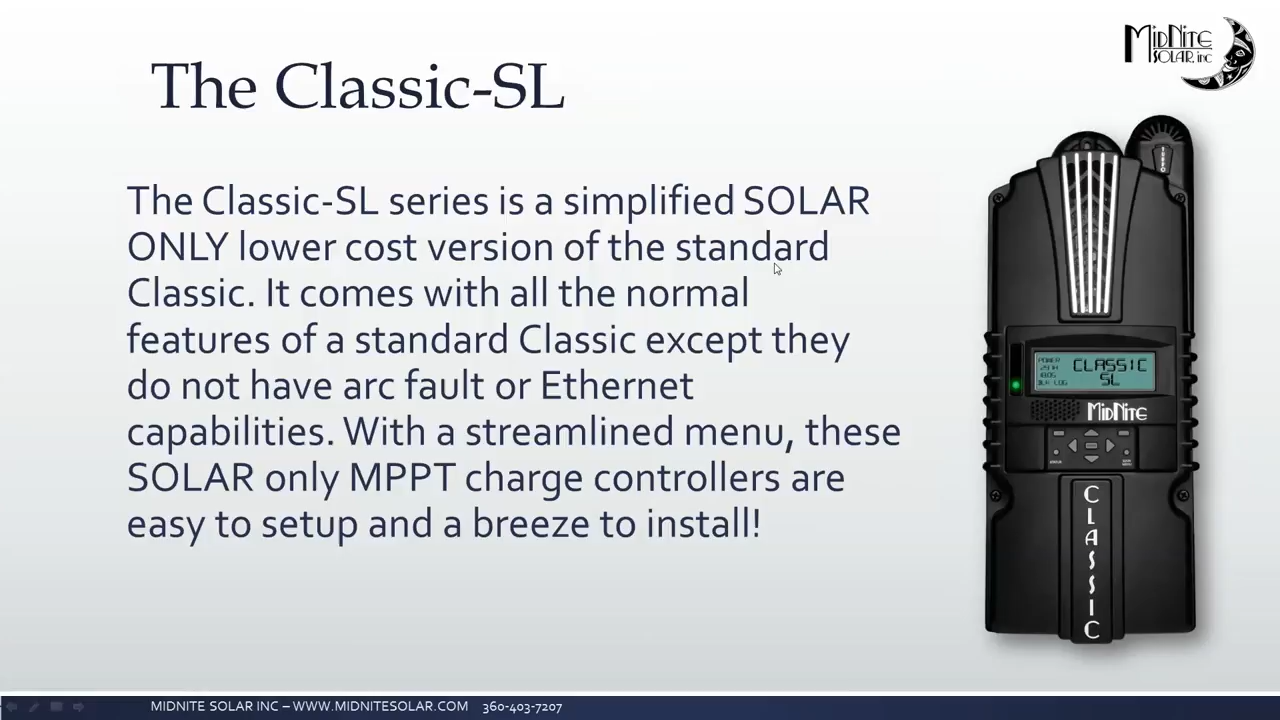 MIDNITE
SOLAR, inc
The Classic-SL
The Classic-SL series is a simplified SOLAR
ONLY lower cost version of the standard
Classic. It comes with all the normal
features of a standard Classic except they
do not have arc fault or Ethernet
capabilities. With a streamlined menu, these
SOLAR only MPPT charge controllers are
easy to setup and a breeze to install!
TURBO
POWER
CLASSIC
SL
MIDNITE
CLASSIC
MIDNITE SOLAR INC – WWW.MIDNITESOLAR.COM 360-403-7207